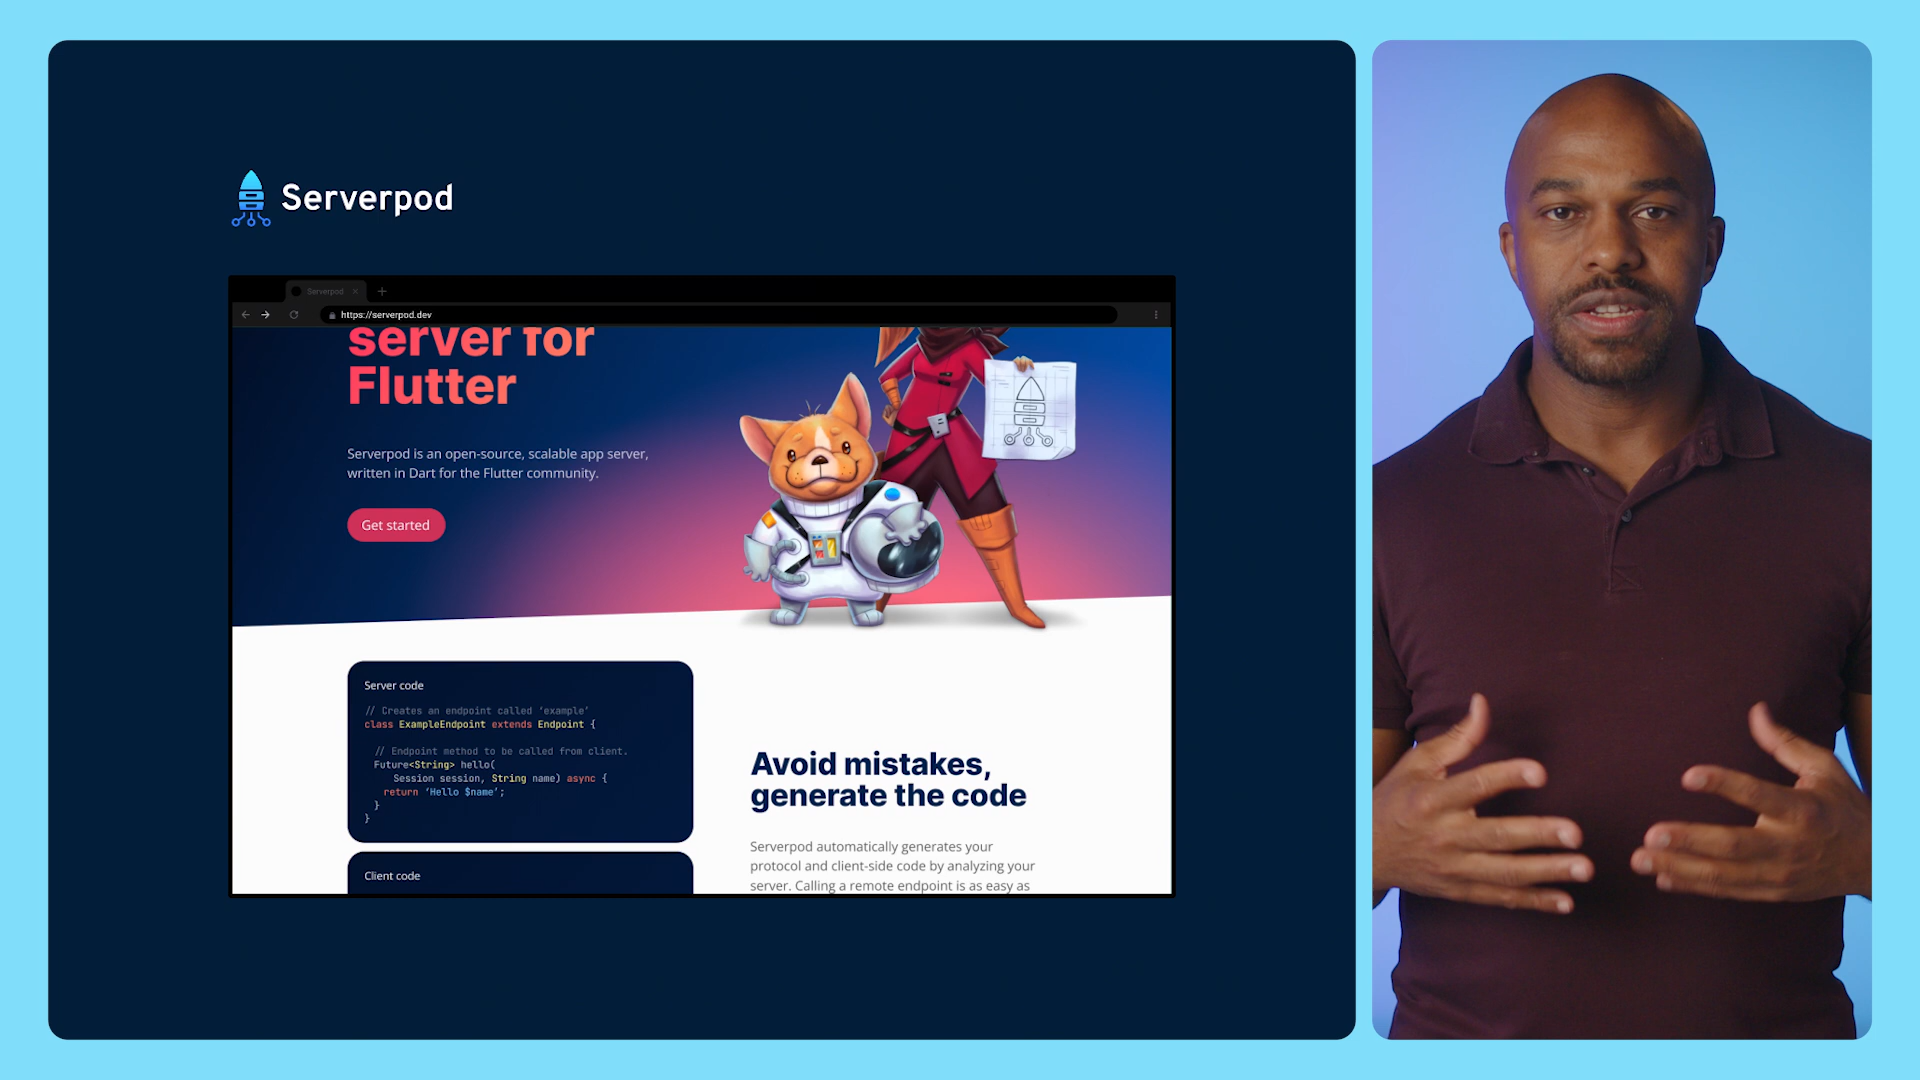 Serverpod
Serverpod
https://serverpod.dev
server for
Flutter
Serverpod is an open-source, scalable app server,
written in Dart for the Flutter community.
Get started
Server code
// Creates an endpoint called ‘example’
class ExampleEndpoint extends Endpoint {
// Endpoint method to be called from client.
Future<String> hello(
Session session, String name) async {
return ‘Hello $name’;
}
}
Client code
Avoid mistakes,
generate the code
Serverpod automatically generates your
protocol and client-side code by analyzing your
server. Calling a remote endpoint is as easy as